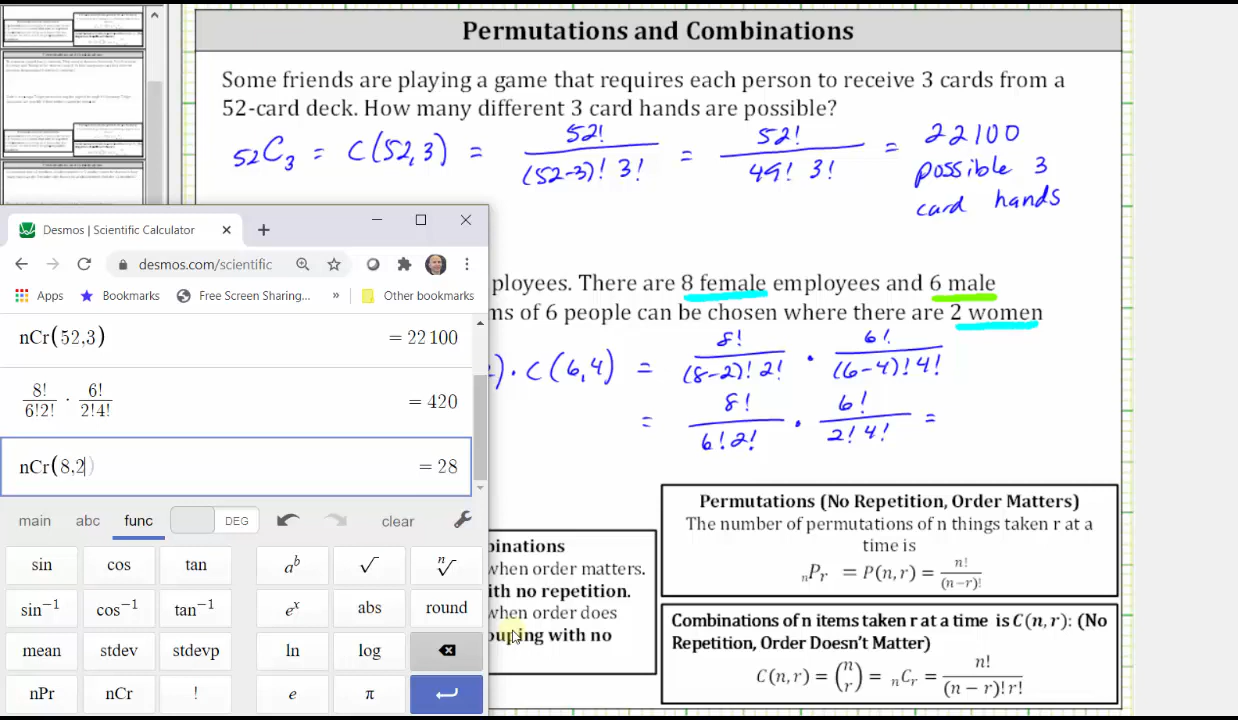 Permutations and Combinations
Some friends are playing a game that requires each person to receive 3 cards from a
52-card deck. How many different 3 card hands are possible?
52C3 = C(52,3) = 52!/((52-3)! 3!) = 52!/(49! 3!) = 22100
possible 3
card hands
ployees. There are 8 female employees and 6 male
ms of 6 people can be chosen where there are 2 women
)·C(6,4) = 8!/((8-2)! 2!) · 6!/((6-4)! 4!)
= 8!/(6! 2!) · 6!/(2! 4!) =
Desmos | Scientific Calculator
desmos.com/scientific
Apps Bookmarks Free Screen Sharing... » Other bookmarks
nCr(52,3) = 22100
8!/(6!2!) · 6!/(2!4!) = 420
nCr(8,2) = 28
main abc func DEG clear
sin cos tan a^b √ ⁿ√
sin⁻¹ cos⁻¹ tan⁻¹ eˣ abs round
mean stdev stdevp ln log
nPr nCr ! e π
binations
when order matters.
ith no repetition.
when order does
ouping with no
Permutations (No Repetition, Order Matters)
The number of permutations of n things taken r at a
time is
nPr = P(n,r) = n!/(n−r)!
Combinations of n items taken r at a time is C(n,r): (No
Repetition, Order Doesn't Matter)
C(n,r) = (n r) = nCr = n!/((n − r)! r!)